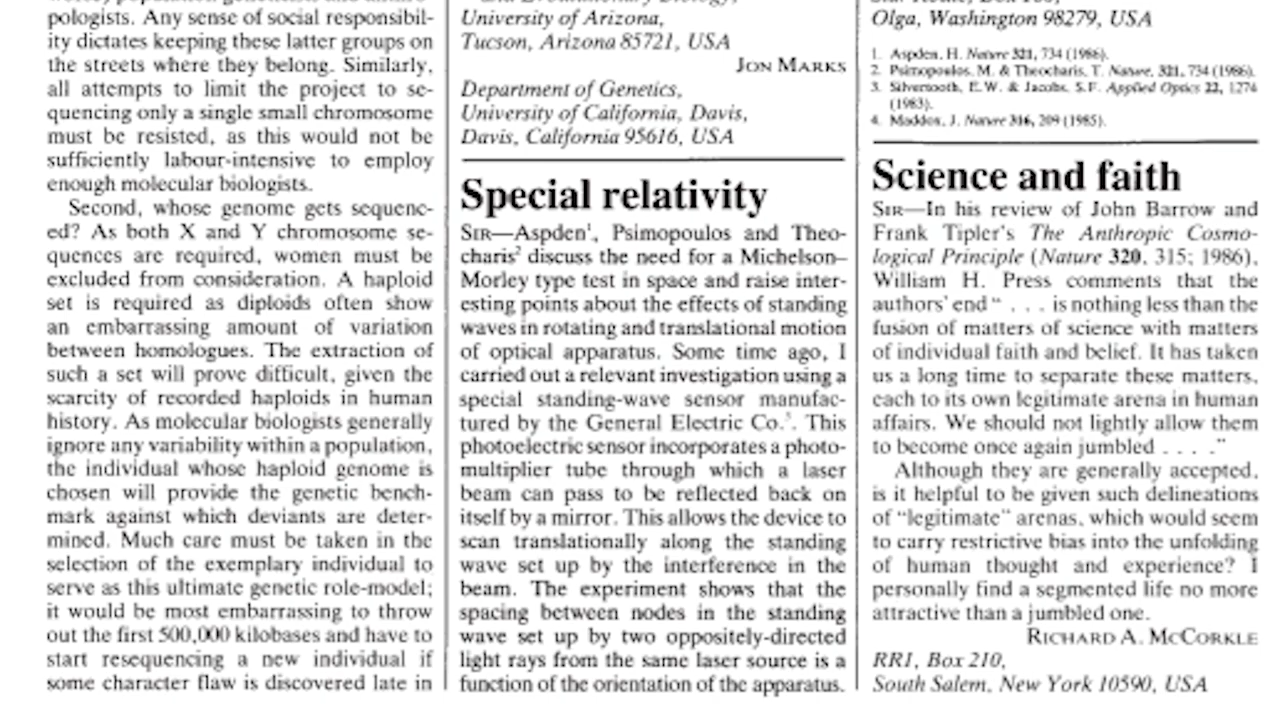 pologists. Any sense of social responsibil-
ity dictates keeping these latter groups on
the streets where they belong. Similarly,
all attempts to limit the project to se-
quencing only a single small chromosome
must be resisted, as this would not be
sufficiently labour-intensive to employ
enough molecular biologists.
Second, whose genome gets sequenc-
ed? As both X and Y chromosome se-
quences are required, women must be
excluded from consideration. A haploid
set is required as diploids often show
an embarrassing amount of variation
between homologues. The extraction of
such a set will prove difficult, given the
scarcity of recorded haploids in human
history. As molecular biologists generally
ignore any variability within a population,
the individual whose haploid genome is
chosen will provide the genetic bench-
mark against which deviants are deter-
mined. Much care must be taken in the
selection of the exemplary individual to
serve as this ultimate genetic role-model;
it would be most embarrassing to throw
out the first 500,000 kilobases and have to
start resequencing a new individual if
some character flaw is discovered late in
University of Arizona,
Tucson, Arizona 85721, USA
JON MARKS
Department of Genetics,
University of California, Davis,
Davis, California 95616, USA
Special relativity
SIR—Aspden¹, Psimopoulos and Theo-
charis² discuss the need for a Michelson–
Morley type test in space and raise inter-
esting points about the effects of standing
waves in rotating and translational motion
of optical apparatus. Some time ago, I
carried out a relevant investigation using a
special standing-wave sensor manufac-
tured by the General Electric Co.³. This
photoelectric sensor incorporates a photo-
multiplier tube through which a laser
beam can pass to be reflected back on
itself by a mirror. This allows the device to
scan translationally along the standing
wave set up by the interference in the
beam. The experiment shows that the
spacing between nodes in the standing
wave set up by two oppositely-directed
light rays from the same laser source is a
function of the orientation of the apparatus.
Olga, Washington 98279, USA
1. Aspden, H. Nature 321, 734 (1986).
2. Psimopoulos, M. & Theocharis, T. Nature, 321, 734 (1986).
3. Silvertooth, E.W. & Jacobs, S.F. Applied Optics 22, 1274
(1983).
4. Maddox, J. Nature 316, 209 (1985).
Science and faith
SIR—In his review of John Barrow and
Frank Tipler's The Anthropic Cosmo-
logical Principle (Nature 320, 315; 1986),
William H. Press comments that the
authors' end " . . . is nothing less than the
fusion of matters of science with matters
of individual faith and belief. It has taken
us a long time to separate these matters,
each to its own legitimate arena in human
affairs. We should not lightly allow them
to become once again jumbled . . . ."
Although they are generally accepted,
is it helpful to be given such delineations
of "legitimate" arenas, which would seem
to carry restrictive bias into the unfolding
of human thought and experience? I
personally find a segmented life no more
attractive than a jumbled one.
RICHARD A. MCCORKLE
RR1, Box 210,
South Salem, New York 10590, USA